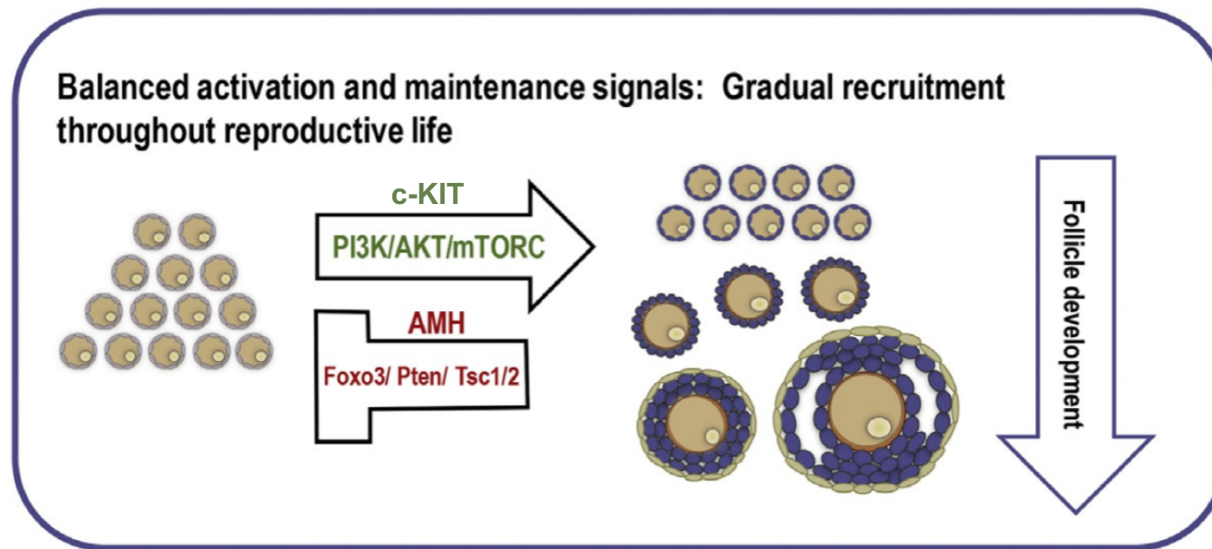 Balanced activation and maintenance signals: Gradual recruitment
throughout reproductive life
c-KIT
PI3K/AKT/mTORC
AMH
Foxo3/ Pten/ Tsc1/2
Follicle development